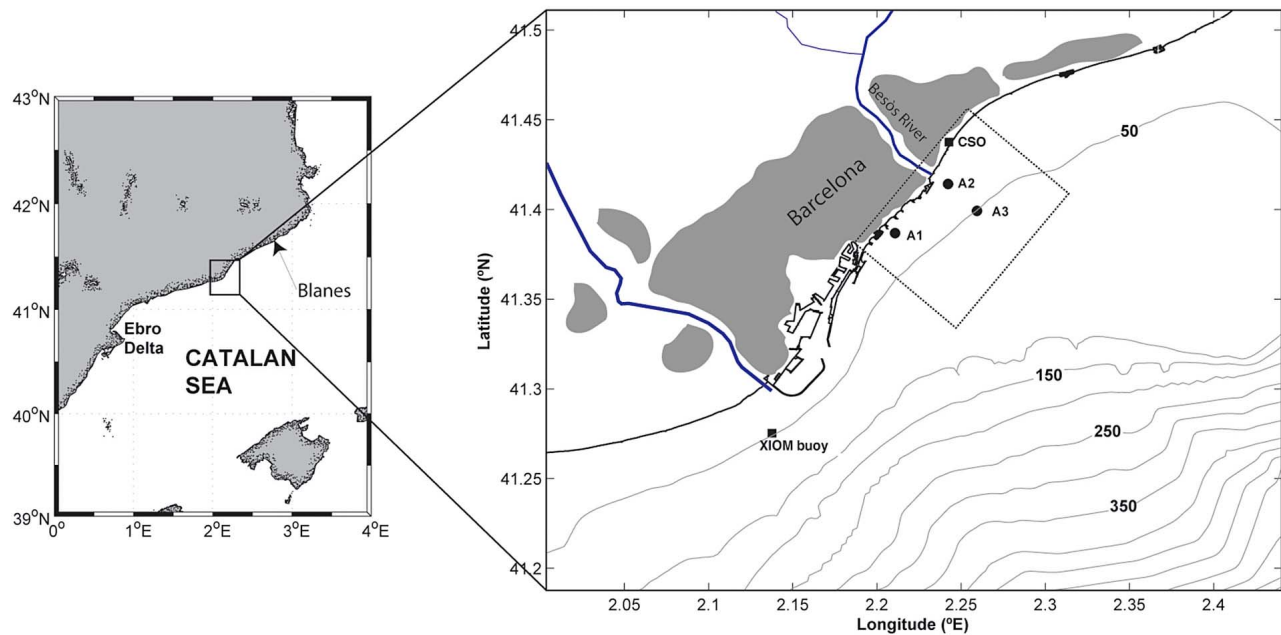 43°N
42°N
41°N
40°N
39°N
0°
1°E
2°E
3°E
4°E
Blanes
Ebro
Delta
CATALAN
SEA
41.5
41.45
41.4
41.35
41.3
41.25
41.2
Latitude (ºN)
2.05
2.1
2.15
2.2
2.25
2.3
2.35
2.4
Longitude (ºE)
Besòs River
Barcelona
CSO
A2
A3
A1
50
150
250
350
XIOM buoy